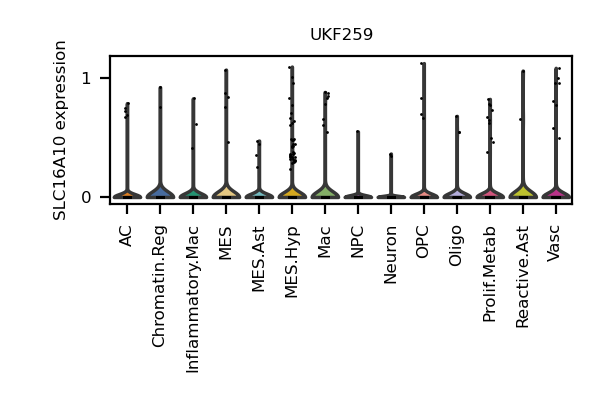 UKF259
SLC16A10 expression
1
0
AC
Chromatin.Reg
Inflammatory.Mac
MES
MES.Ast
MES.Hyp
Mac
NPC
Neuron
OPC
Oligo
Prolif.Metab
Reactive.Ast
Vasc